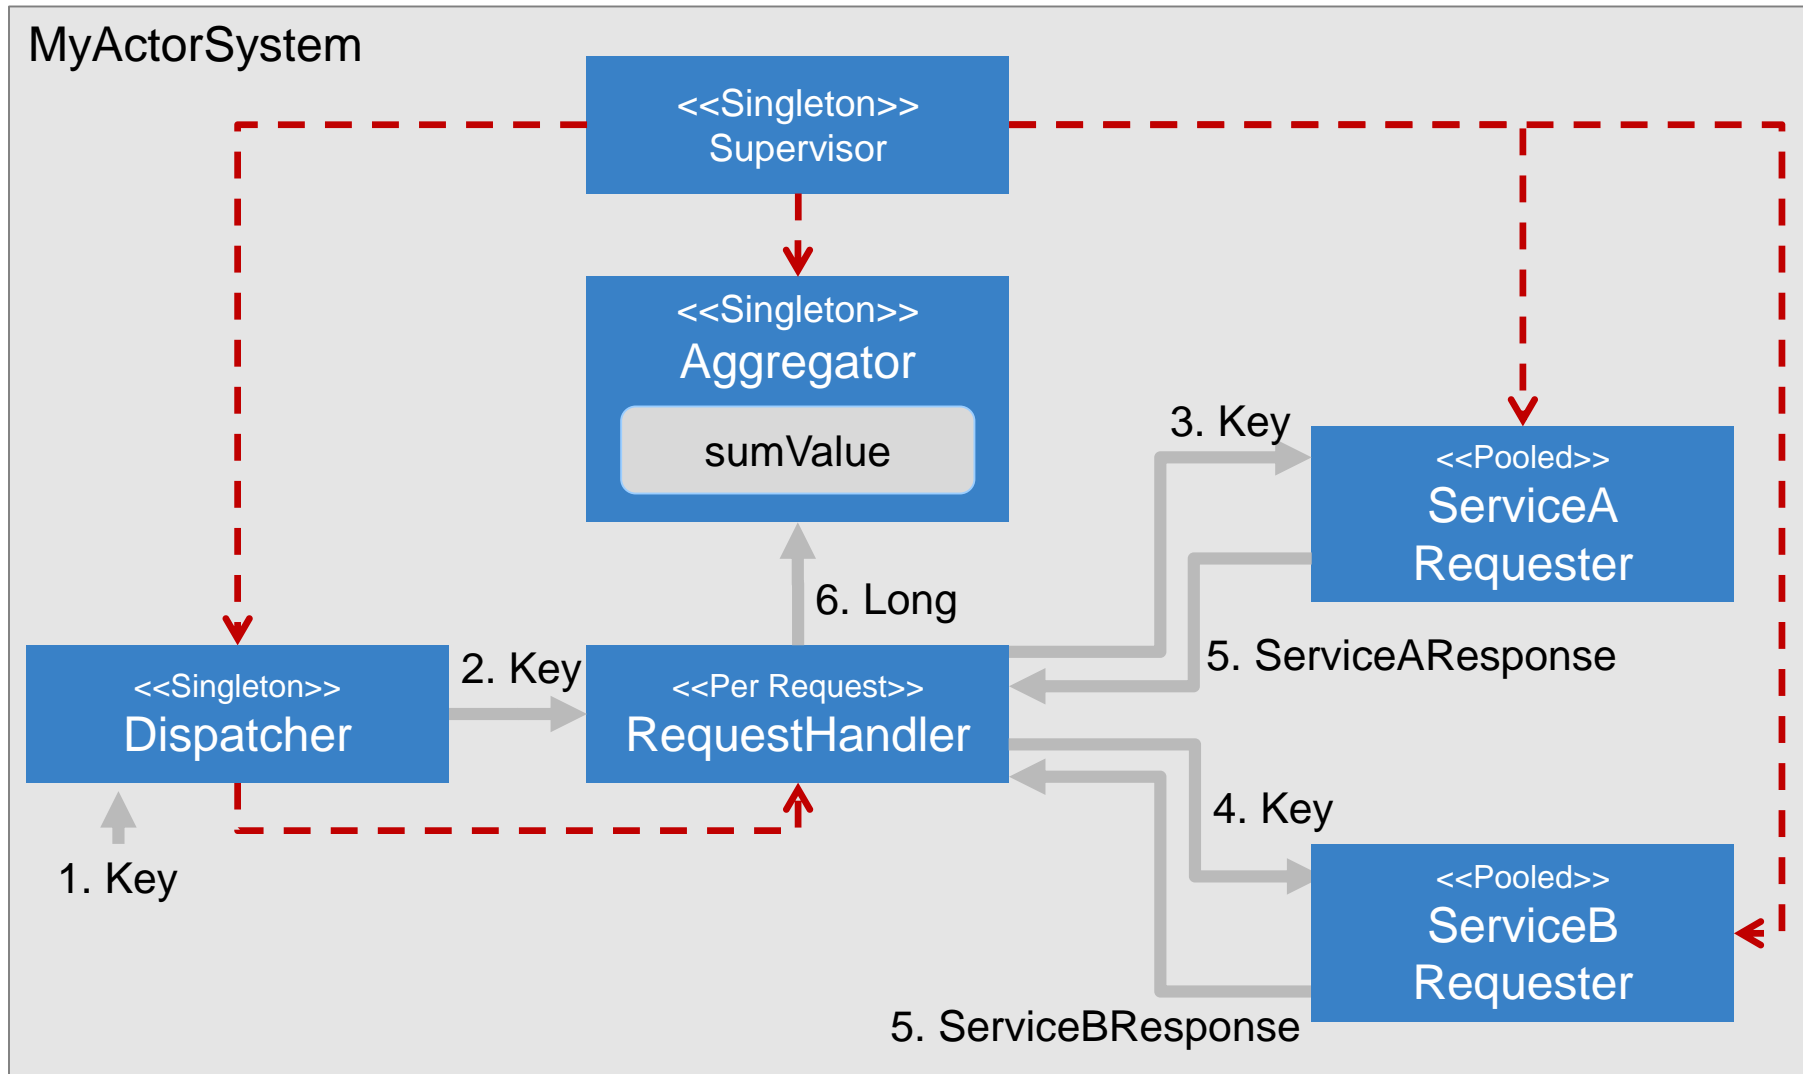 MyActorSystem
<<Singleton>>
Supervisor
<<Singleton>>
Aggregator
sumValue
3. Key
<<Pooled>>
ServiceA
Requester
6. Long
5. ServiceAResponse
2. Key
<<Singleton>>
Dispatcher
<<Per Request>>
RequestHandler
4. Key
1. Key
<<Pooled>>
ServiceB
Requester
5. ServiceBResponse